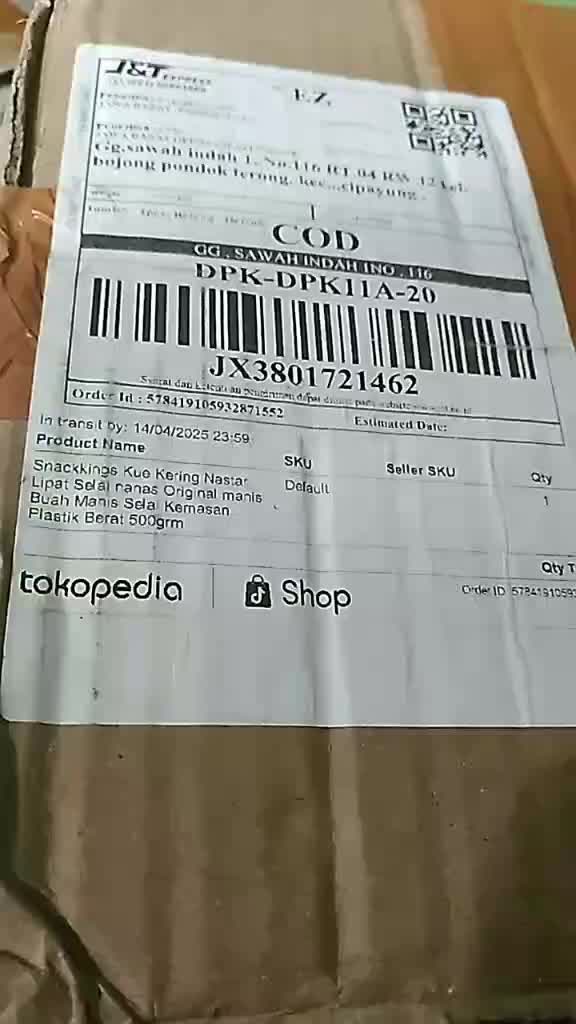 J&T EXPRESS
EZ
Gg.sawah indah 1. No.116 RT 04 RW 12 kel.
bojong pondok terong. kec...cipayung .
COD
GG . SAWAH INDAH 1NO . 116
DPK-DPK11A-20
JX3801721462
Order Id : 578419105932871552
Estimated Date:
In transit by: 14/04/2025 23:59
Product Name SKU Seller SKU Qty
Snackkings Kue Kering Nastar Default 1
Lipat Selai nanas Original manis
Buah Manis Selai Kemasan
Plastik Berat 500grm
Qty T
tokopedia Shop
Order ID 57841910593